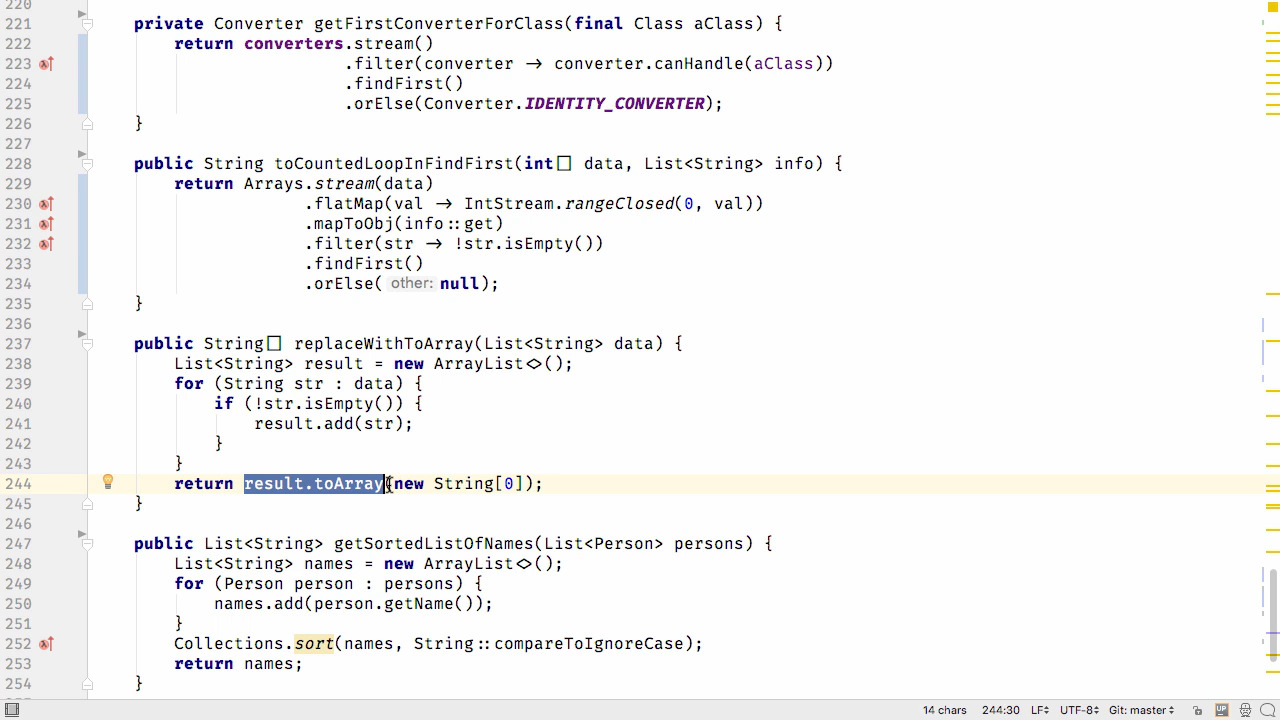 220
221 private Converter getFirstConverterForClass(final Class aClass) {
222 return converters.stream()
223 .filter(converter → converter.canHandle(aClass))
224 .findFirst()
225 .orElse(Converter.IDENTITY_CONVERTER);
226 }
227
228 public String toCountedLoopInFindFirst(int[] data, List<String> info) {
229 return Arrays.stream(data)
230 .flatMap(val → IntStream.rangeClosed(0, val))
231 .mapToObj(info::get)
232 .filter(str → !str.isEmpty())
233 .findFirst()
234 .orElse( other: null);
235 }
236
237 public String[] replaceWithToArray(List<String> data) {
238 List<String> result = new ArrayList<>();
239 for (String str : data) {
240 if (!str.isEmpty()) {
241 result.add(str);
242 }
243 }
244 return result.toArray(new String[0]);
245 }
246
247 public List<String> getSortedListOfNames(List<Person> persons) {
248 List<String> names = new ArrayList<>();
249 for (Person person : persons) {
250 names.add(person.getName());
251 }
252 Collections.sort(names, String::compareToIgnoreCase);
253 return names;
254 }
14 chars 244:30 LF UTF-8 Git: master UP